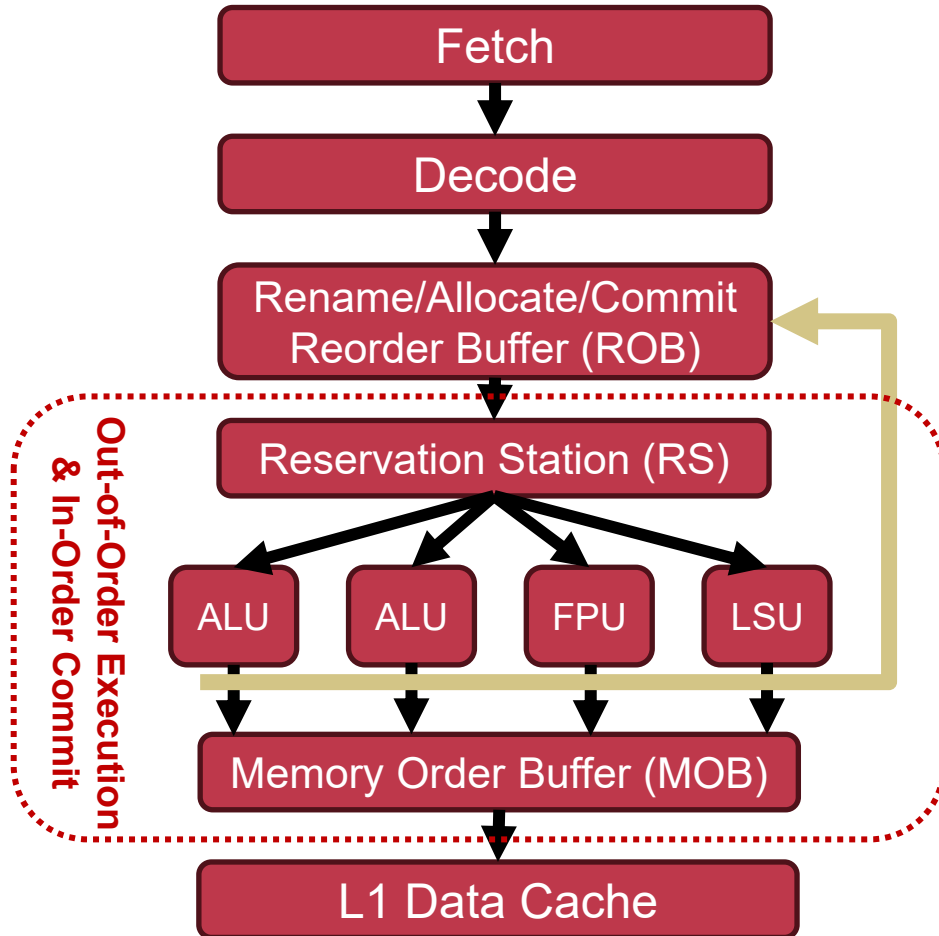 Fetch
Decode
Rename/Allocate/Commit
Reorder Buffer (ROB)
Out-of-Order Execution
& In-Order Commit
Reservation Station (RS)
ALU
ALU
FPU
LSU
Memory Order Buffer (MOB)
L1 Data Cache